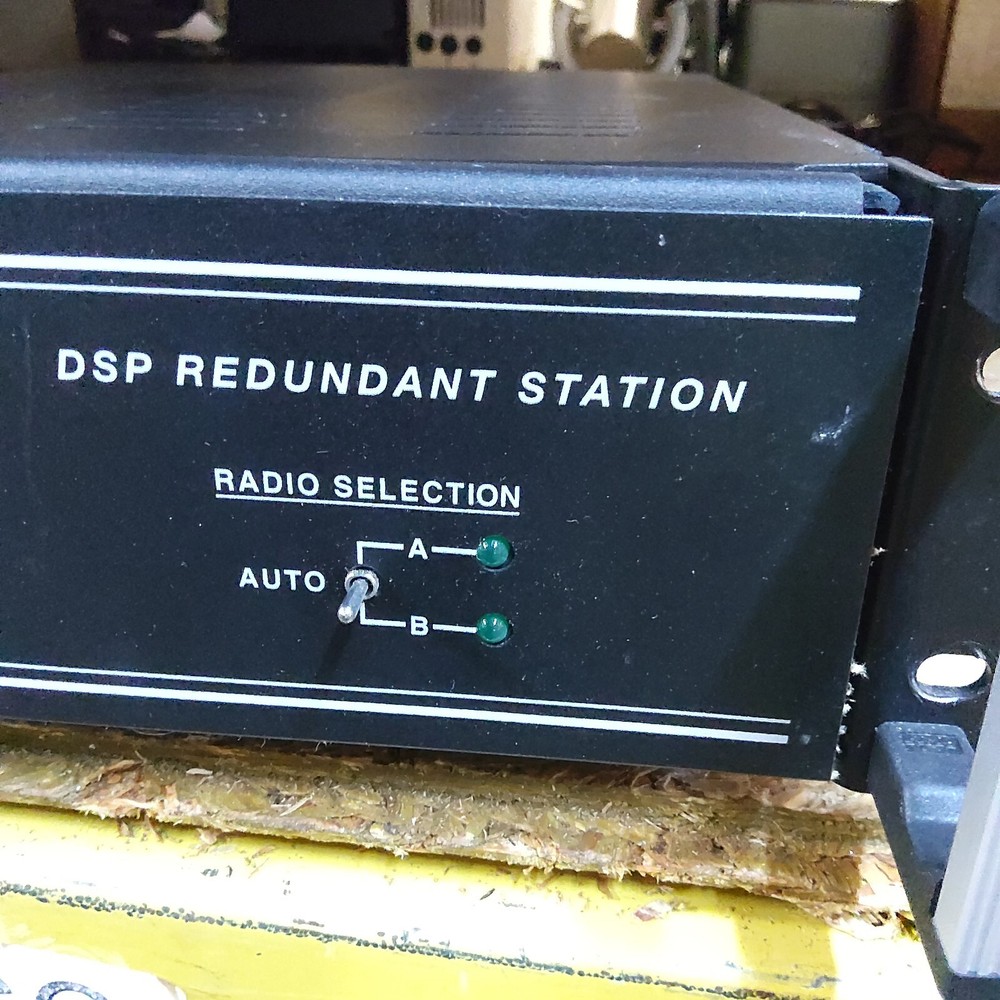 DSP REDUNDANT STATION
RADIO SELECTION
A
AUTO
B